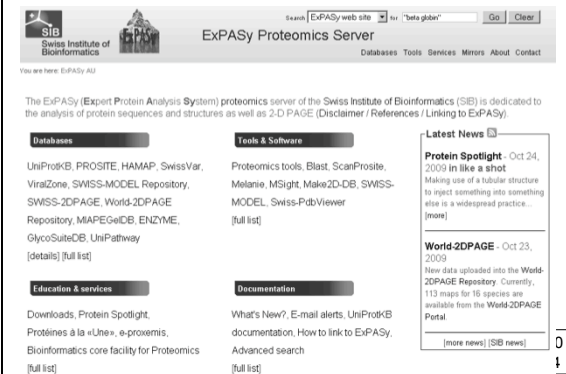 Search ExPASy web site for "beta globin" Go Clear
SIB
Swiss Institute of
Bioinformatics
ExPASy
ExPASy Proteomics Server
Databases Tools Services Mirrors About Contact
You are here: ExPASy AU
The ExPASy (Expert Protein Analysis System) proteomics server of the Swiss Institute of Bioinformatics (SIB) is dedicated to
the analysis of protein sequences and structures as well as 2-D PAGE (Disclaimer / References / Linking to ExPASy).
Databases
UniProtKB, PROSITE, HAMAP, SwissVar,
ViralZone, SWISS-MODEL Repository,
SWISS-2DPAGE, World-2DPAGE
Repository, MIAPEGelDB, ENZYME,
GlycoSuiteDB, UniPathway
[details] [full list]
Tools & Software
Proteomics tools, Blast, ScanProsite,
Melanie, MSight, Make2D-DB, SWISS-
MODEL, Swiss-PdbViewer
[full list]
Education & services
Downloads, Protein Spotlight,
Protéines à la «Une», e-proxemis,
Bioinformatics core facility for Proteomics
[full list]
Documentation
What's New?, E-mail alerts, UniProtKB
documentation, How to link to ExPASy,
Advanced search
[full list]
Latest News
Protein Spotlight - Oct 24,
2009 in like a shot
Making use of a tubular structure
to inject something into something
else is a widespread practice...
[more]
World-2DPAGE - Oct 23,
2009
New data uploaded into the World-
2DPAGE Repository. Currently,
113 maps for 16 species are
available from the World-2DPAGE
Portal.
[more news] [SIB news]
0
4